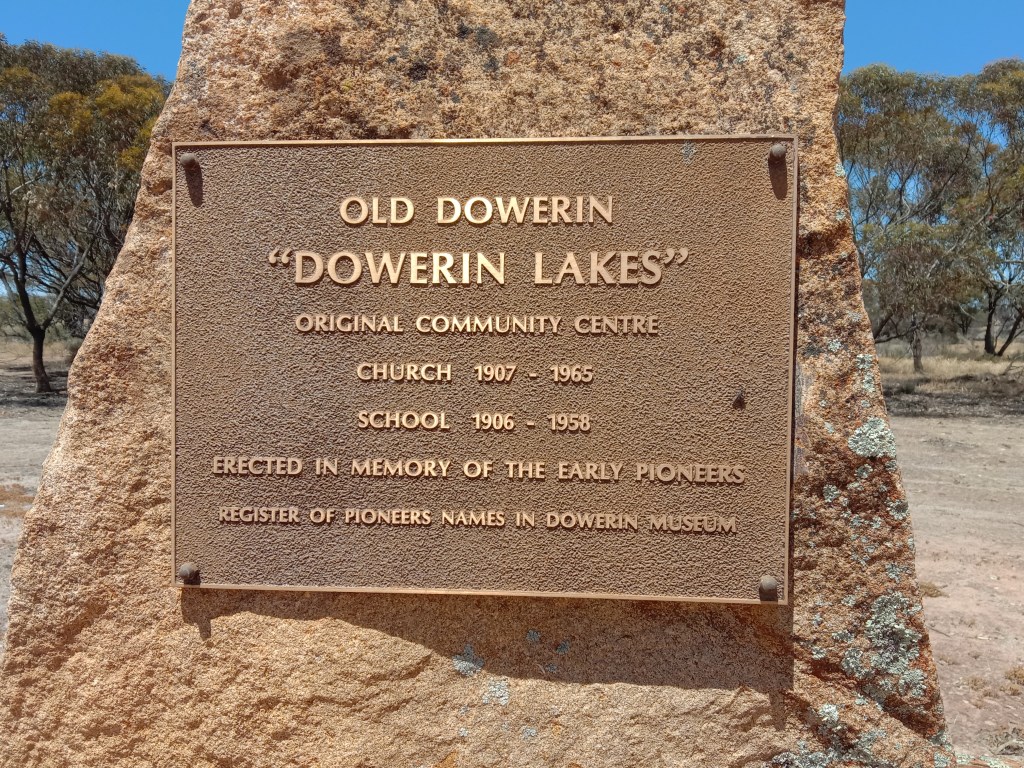 OLD DOWERIN
“DOWERIN LAKES”
ORIGINAL COMMUNITY CENTRE
CHURCH 1907 - 1965
SCHOOL 1906 - 1958
ERECTED IN MEMORY OF THE EARLY PIONEERS
REGISTER OF PIONEERS NAMES IN DOWERIN MUSEUM